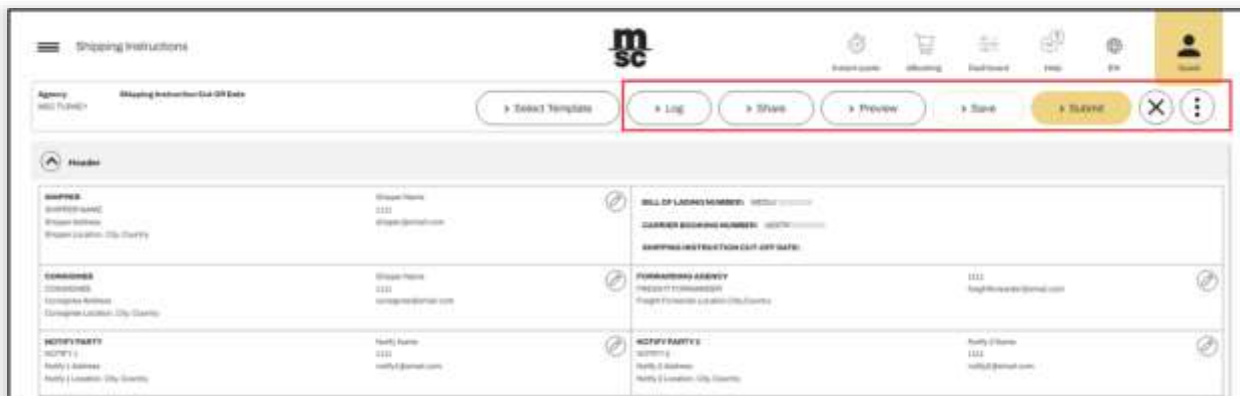 Shipping Instructions
msc
Instant quote
eBooking
Dashboard
Help
EN
Agency
MSC TURKEY
Shipping Instruction Cut Off Date
Select Template
Log
Share
Preview
Save
Submit
Header
SHIPPER
SHIPPER NAME
Shipper Address
Shipper Location, City, Country
Shipper Name
1111
shipper@email.com
BILL OF LADING NUMBER:
CARRIER BOOKING NUMBER:
SHIPPING INSTRUCTION CUT-OFF DATE:
CONSIGNEE
CONSIGNEE
Consignee Address
Consignee Location, City, Country
Shipper Name
1111
consignee@email.com
FORWARDING AGENCY
FREIGHT FORWARDER
Freight Forwarder Location City, Country
1111
freightforwarder@email.com
NOTIFY PARTY
NOTIFY 1
Notify 1 Address
Notify 1 Location, City, Country
Notify Name
1111
notify1@email.com
NOTIFY PARTY 2
NOTIFY 2
Notify 2 Address
Notify 2 Location, City, Country
Notify 2 Name
1111
notify2@email.com